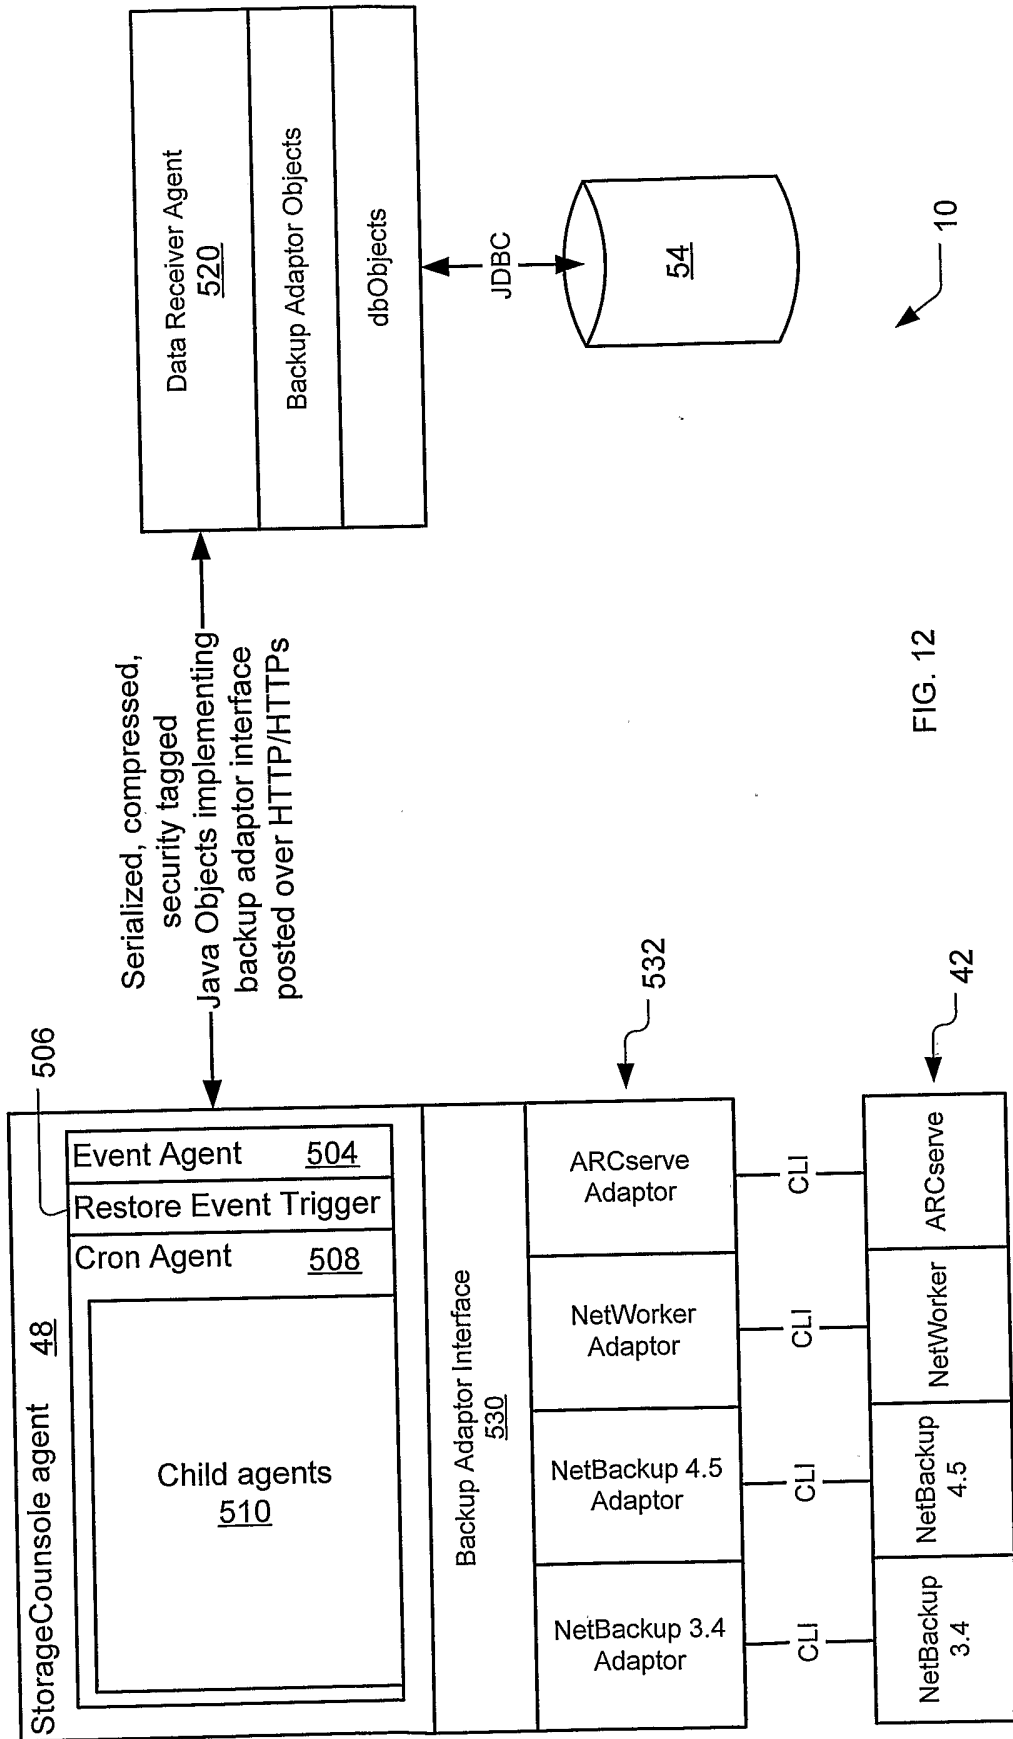 StorageCounsole agent 48
506
Event Agent 504
Restore Event Trigger
Cron Agent 508
Child agents
510
Backup Adaptor Interface
530
NetBackup 3.4
Adaptor
NetBackup 4.5
Adaptor
NetWorker
Adaptor
ARCserve
Adaptor
532
CLI
CLI
CLI
CLI
NetBackup
3.4
NetBackup
4.5
NetWorker
ARCserve
42
Serialized, compressed,
security tagged
Java Objects implementing
backup adaptor interface
posted over HTTP/HTTPs
Data Receiver Agent
520
Backup Adaptor Objects
dbObjects
JDBC
54
10
FIG. 12